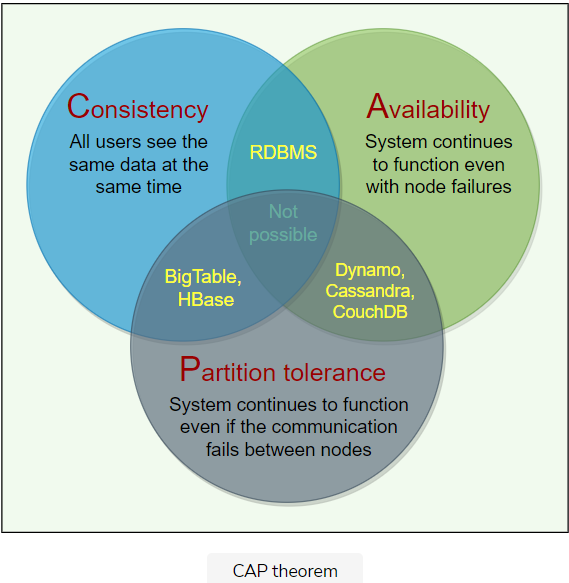 Consistency
All users see the
same data at the
same time
Availability
System continues
to function even
with node failures
RDBMS
Not
possible
BigTable,
HBase
Dynamo,
Cassandra,
CouchDB
Partition tolerance
System continues to function
even if the communication
fails between nodes
CAP theorem